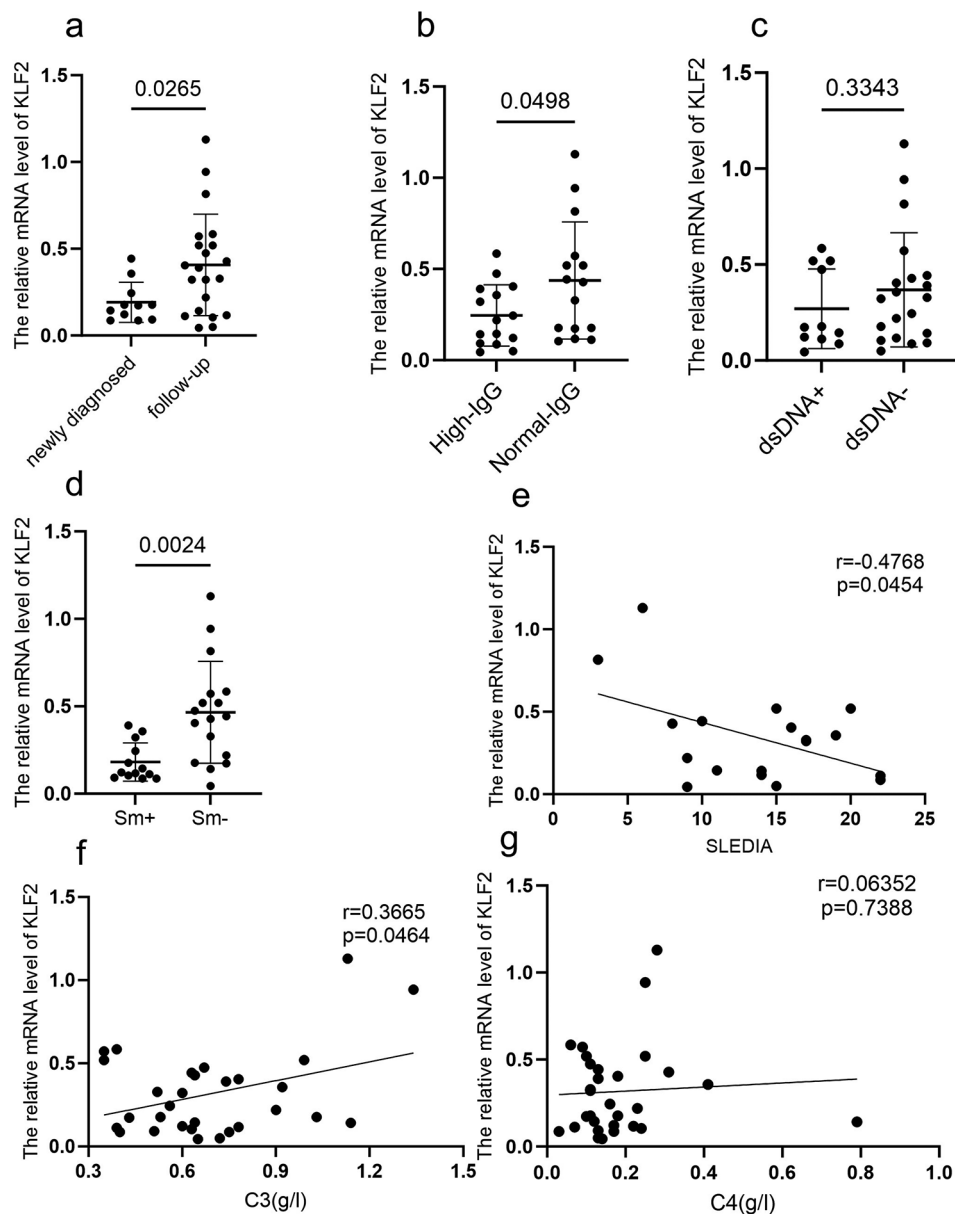 a
The relative mRNA level of KLF2
1.5
1.0
0.5
0.0
0.0265
newly diagnosed
follow-up
b
The relative mRNA level of KLF2
1.5
1.0
0.5
0.0
0.0498
High-IgG
Normal-IgG
c
The relative mRNA level of KLF2
1.5
1.0
0.5
0.0
0.3343
dsDNA+
dsDNA-
d
The relative mRNA level of KLF2
1.5
1.0
0.5
0.0
0.0024
Sm+
Sm-
e
The relative mRNA level of KLF2
1.5
1.0
0.5
0.0
r=-0.4768
p=0.0454
0 5 10 15 20 25
SLEDIA
f
The relative mRNA level of KLF2
1.5
1.0
0.5
0.0
r=0.3665
p=0.0464
0.3 0.6 0.9 1.2 1.5
C3(g/l)
g
The relative mRNA level of KLF2
1.5
1.0
0.5
0.0
r=0.06352
p=0.7388
0.0 0.2 0.4 0.6 0.8 1.0
C4(g/l)